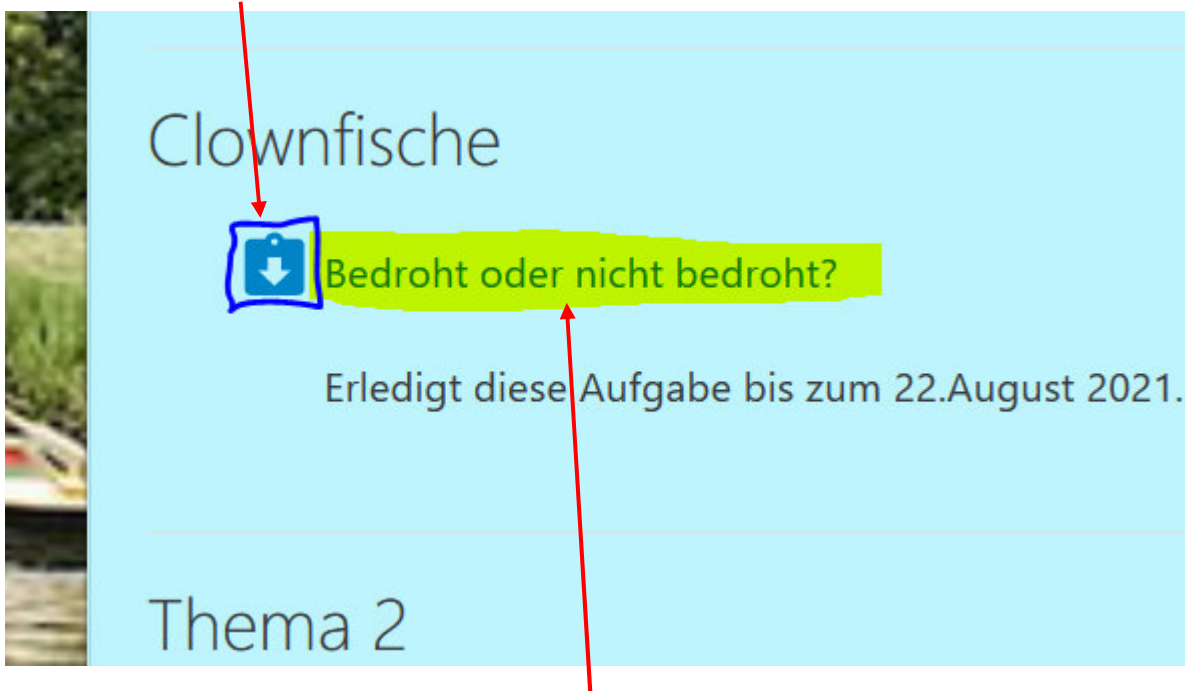 Clownfische
Bedroht oder nicht bedroht?
Erledigt diese Aufgabe bis zum 22.August 2021.
Thema 2